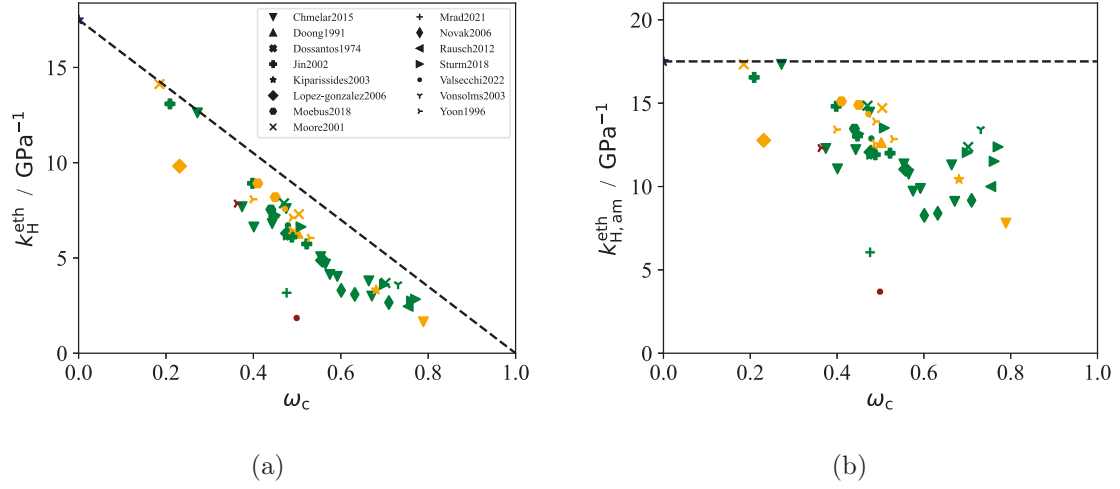 15
10
5
0
k_H^eth / GPa⁻¹
0.0 0.2 0.4 0.6 0.8 1.0
ω_c
Chmelar2015
Doong1991
Dossantos1974
Jin2002
Kiparissides2003
Lopez-gonzalez2006
Moebus2018
Moore2001
Mrad2021
Novak2006
Rausch2012
Sturm2018
Valsecchi2022
Vonsolms2003
Yoon1996
(a)
20
15
10
5
0
k_H,am^eth / GPa⁻¹
0.0 0.2 0.4 0.6 0.8 1.0
ω_c
(b)